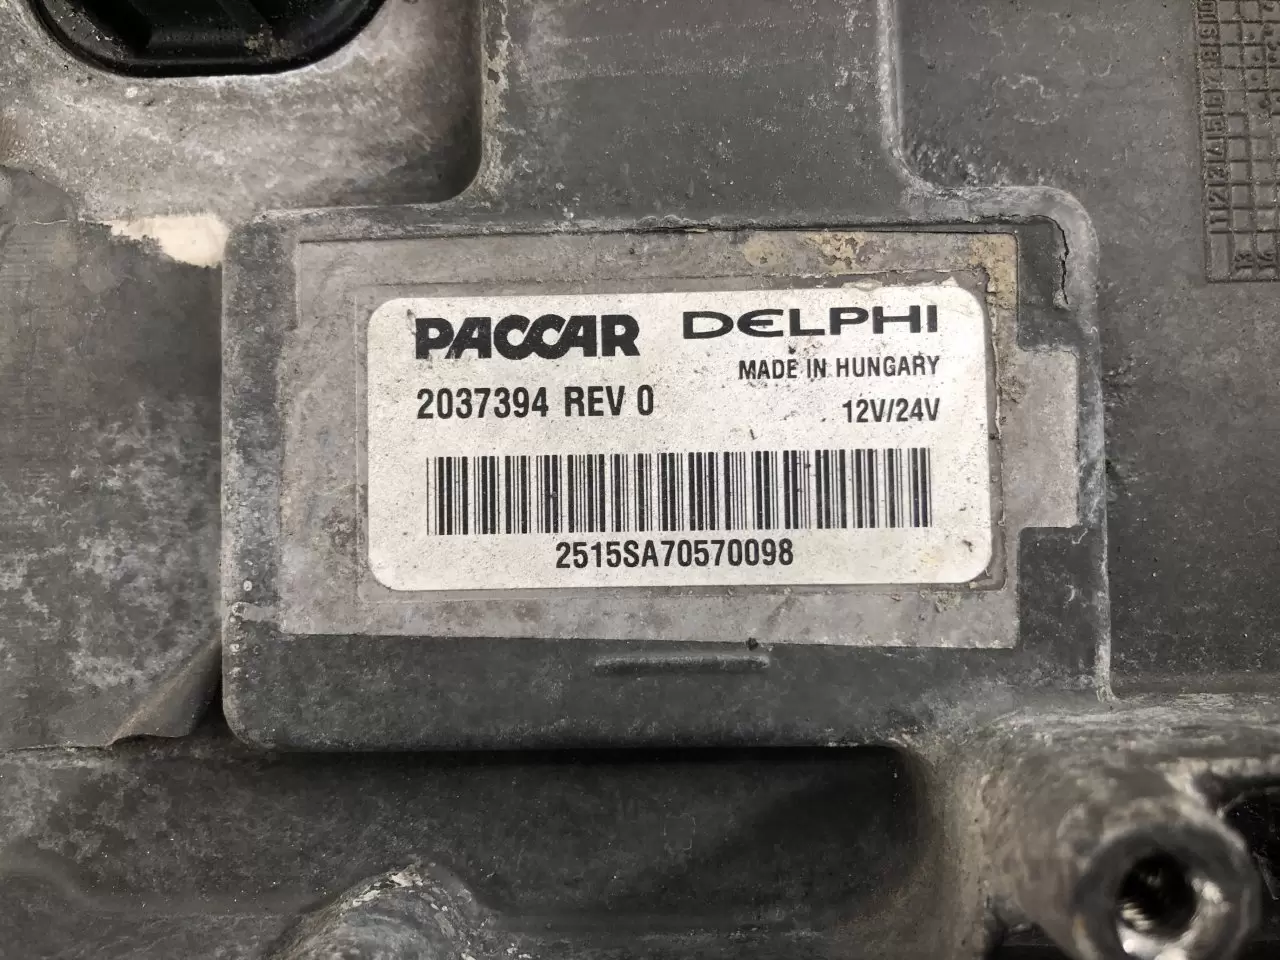 PACCAR DELPHI
MADE IN HUNGARY
2037394 REV 0 12V/24V
2515SA70570098